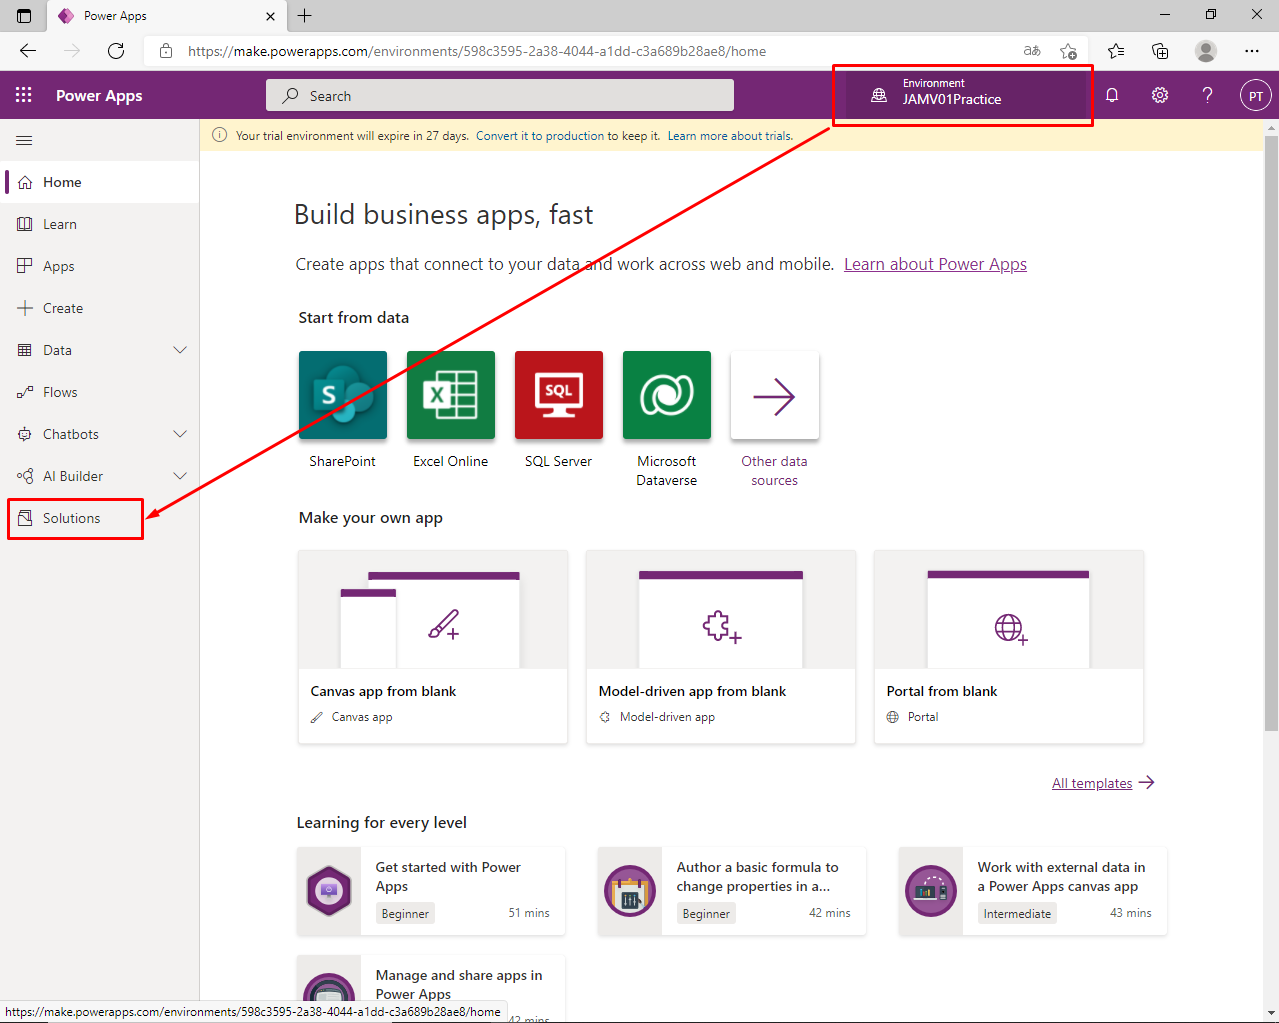 Power Apps
https://make.powerapps.com/environments/598c3595-2a38-4044-a1dd-c3a689b28ae8/home
aあ
Power Apps
Search
Environment
JAMV01Practice
?
PT
Your trial environment will expire in 27 days. Convert it to production to keep it. Learn more about trials.
Home
Learn
Apps
Create
Data
Flows
Chatbots
AI Builder
Solutions
Build business apps, fast
Create apps that connect to your data and work across web and mobile. Learn about Power Apps
Start from data
S
X
SQL
SharePoint
Excel Online
SQL Server
Microsoft
Dataverse
Other data
sources
Make your own app
Canvas app from blank
Canvas app
Model-driven app from blank
Model-driven app
Portal from blank
Portal
All templates
Learning for every level
Get started with Power
Apps
Beginner 51 mins
Author a basic formula to
change properties in a...
Beginner 42 mins
Work with external data in
a Power Apps canvas app
Intermediate 43 mins
Manage and share apps in
Power Apps
42 mins
https://make.powerapps.com/environments/598c3595-2a38-4044-a1dd-c3a689b28ae8/home